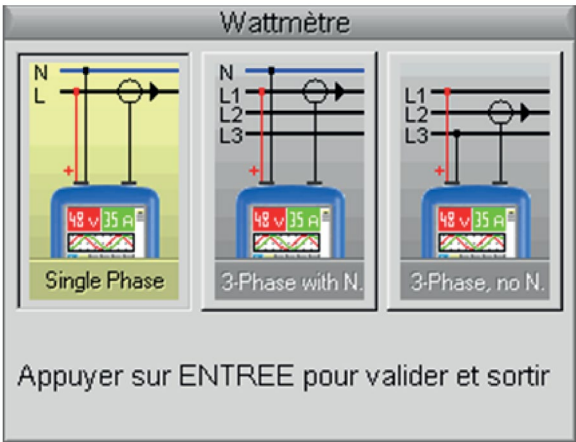 Wattmètre
N
L
+
48 V 35 A
Single Phase
N
L1
L2
L3
+
48 V 35 A
3-Phase with N.
L1
L2
L3
+
48 V 35 A
3-Phase, no N.
Appuyer sur ENTREE pour valider et sortir